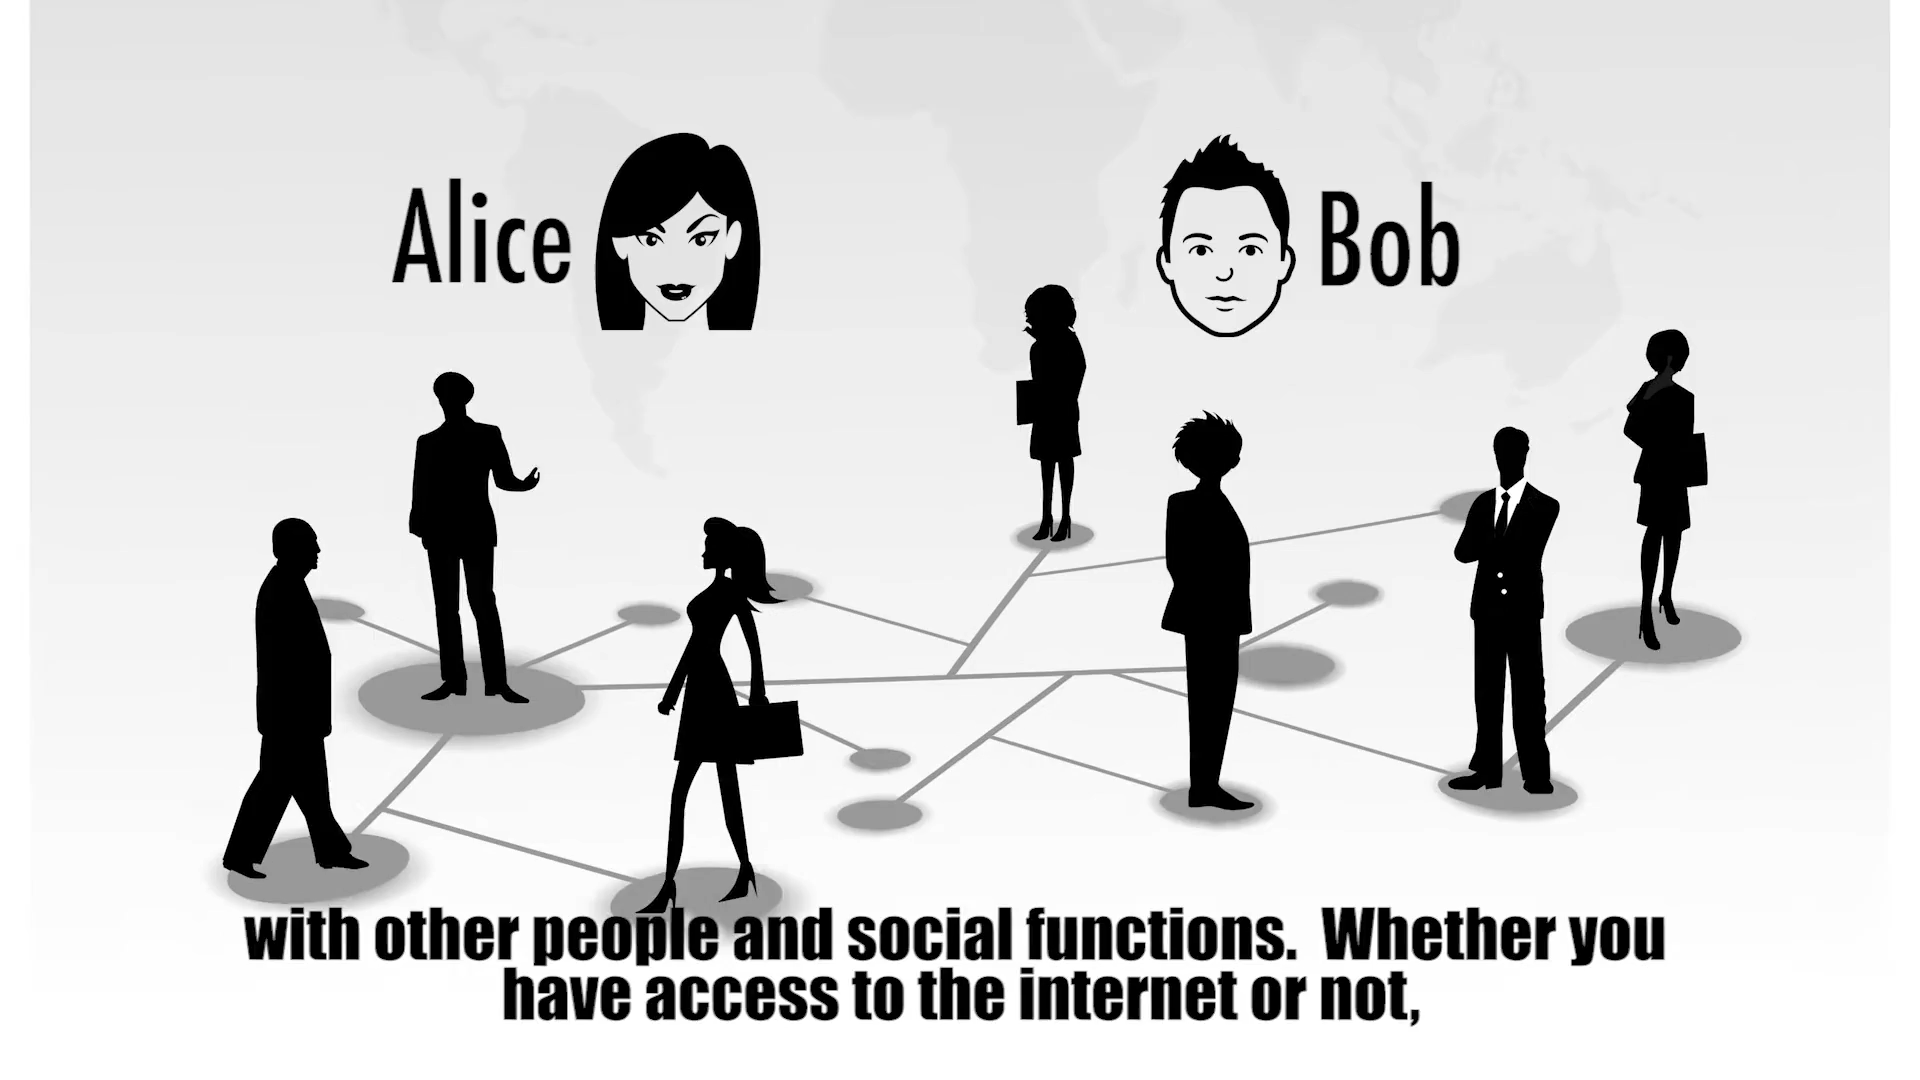 Alice
Bob
with other people and social functions.  Whether you
have access to the internet or not,